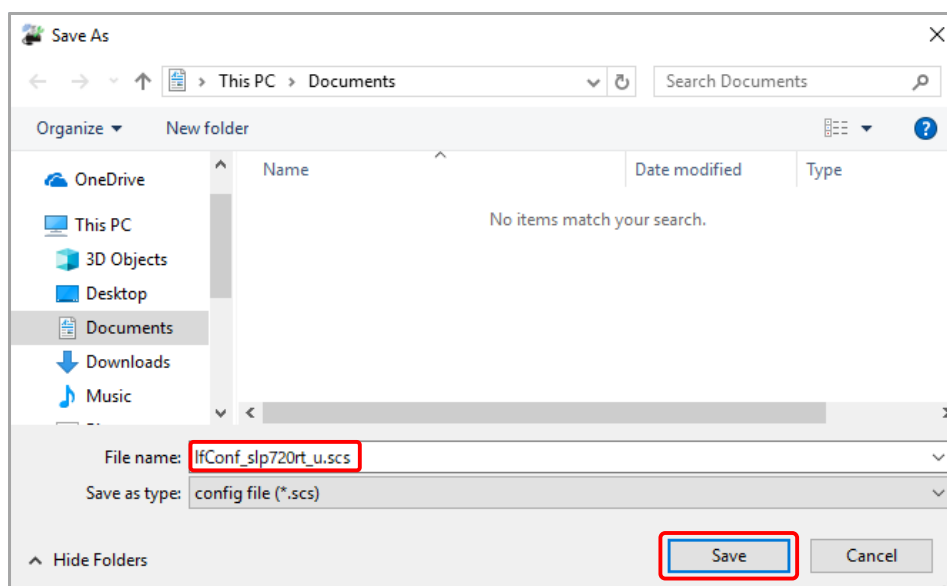 Save As
This PC > Documents
Search Documents
Organize
New folder
OneDrive
This PC
3D Objects
Desktop
Documents
Downloads
Music
Name
Date modified
Type
No items match your search.
File name: IfConf_slp720rt_u.scs
Save as type: config file (*.scs)
Hide Folders
Save
Cancel